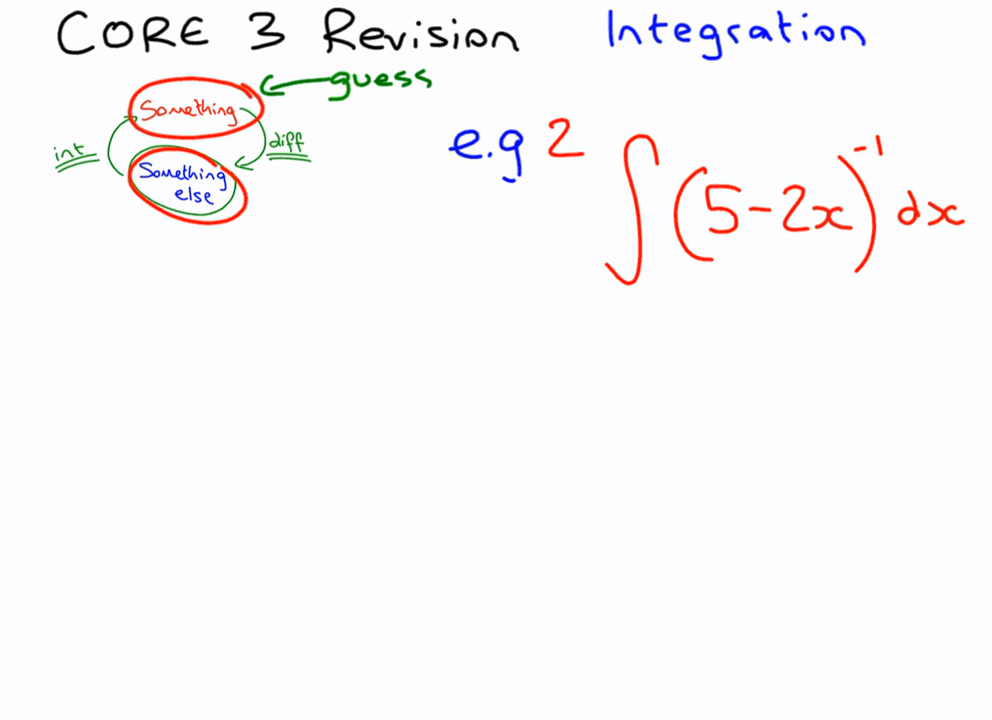 CORE 3 Revision Integration
guess
Something
int
diff
Something
else
e.g 2 ∫(5-2x)⁻¹ dx